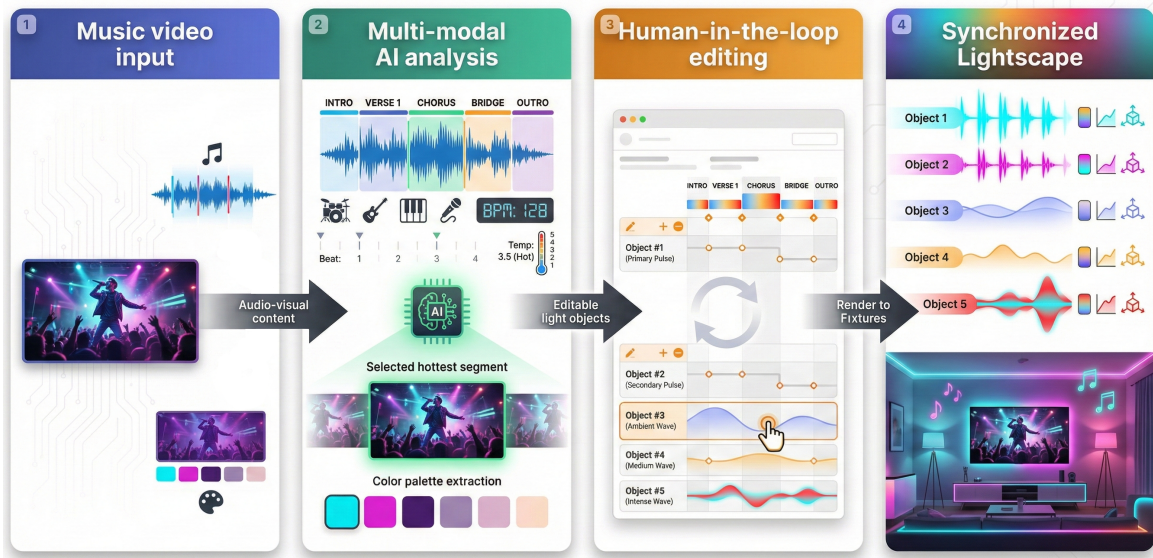 1
Music video
input
Audio-visual
content
2
Multi-modal
AI analysis
INTRO VERSE 1 CHORUS BRIDGE OUTRO
BPM: 128
Beat: 1 2 3 4
Temp:
3.5 (Hot)
5
4
3
2
1
AI
Selected hottest segment
Color palette extraction
Editable
light objects
3
Human-in-the-loop
editing
INTRO VERSE 1 CHORUS BRIDGE OUTRO
Object #1
(Primary Pulse)
Object #2
(Secondary Pulse)
Object #3
(Ambient Wave)
Object #4
(Medium Wave)
Object #5
(Intense Wave)
Render to
Fixtures
4
Synchronized
Lightscape
Object 1
Object 2
Object 3
Object 4
Object 5